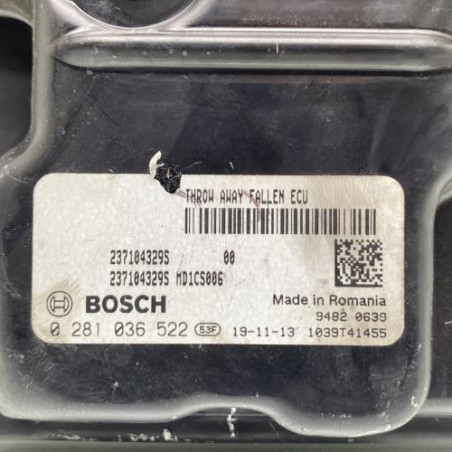 THROW AWAY FALLEN ECU
237104329S 00
237104329S MD1CS006
BOSCH
Made in Romania
9482 0639
0 281 036 522 53F 19-11-13 1039T41455